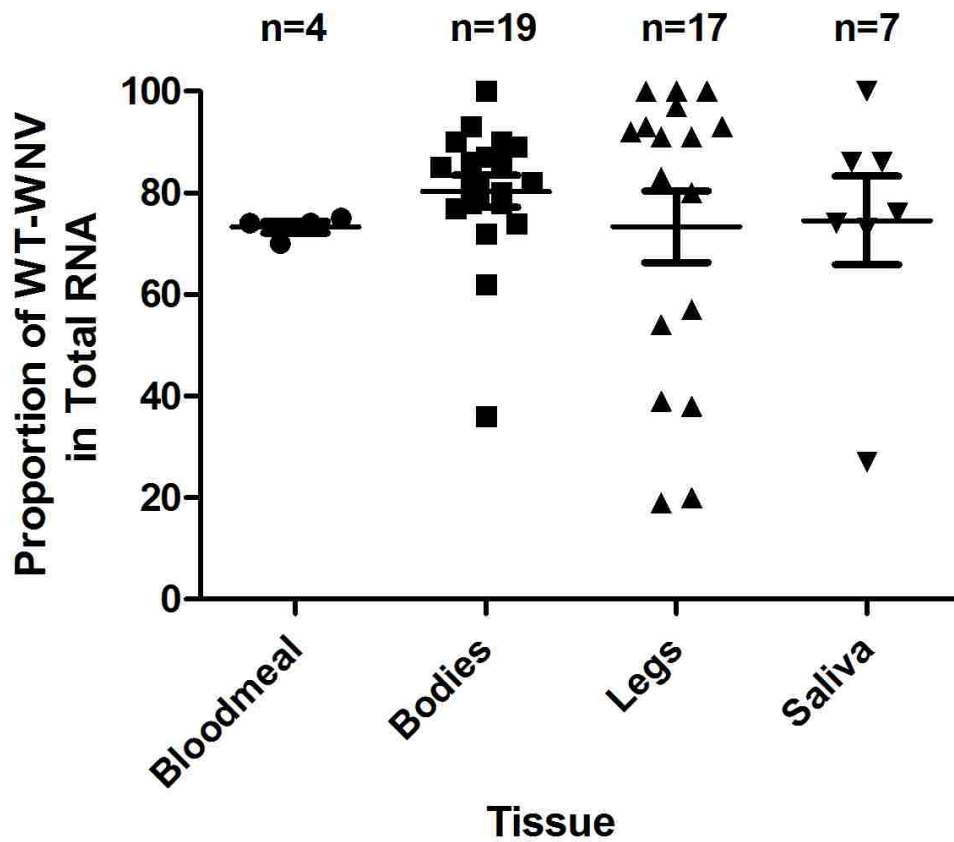 n=4 n=19 n=17 n=7
Proportion of WT-WNV
in Total RNA
100
80
60
40
20
0
Bloodmeal
Bodies
Legs
Saliva
Tissue